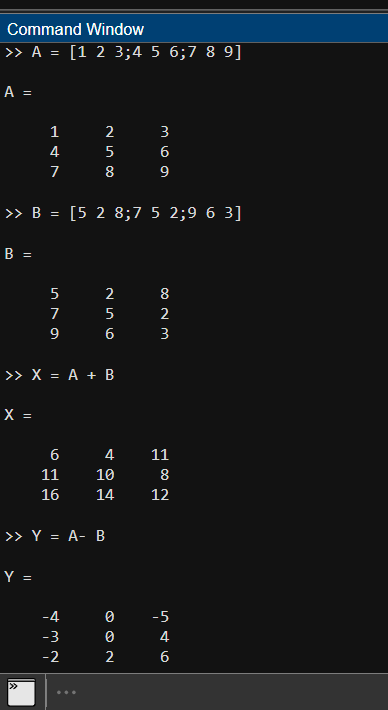 Command Window
>> A = [1 2 3;4 5 6;7 8 9]
A =
1 2 3
4 5 6
7 8 9
>> B = [5 2 8;7 5 2;9 6 3]
B =
5 2 8
7 5 2
9 6 3
>> X = A + B
X =
6 4 11
11 10 8
16 14 12
>> Y = A- B
Y =
-4 0 -5
-3 0 4
-2 2 6